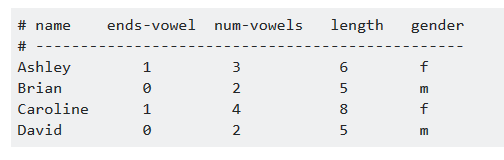 # name    ends-vowel  num-vowels   length   gender
# ------------------------------------------------
Ashley        1         3          6        f
Brian         0         2          5        m
Caroline      1         4          8        f
David         0         2          5        m